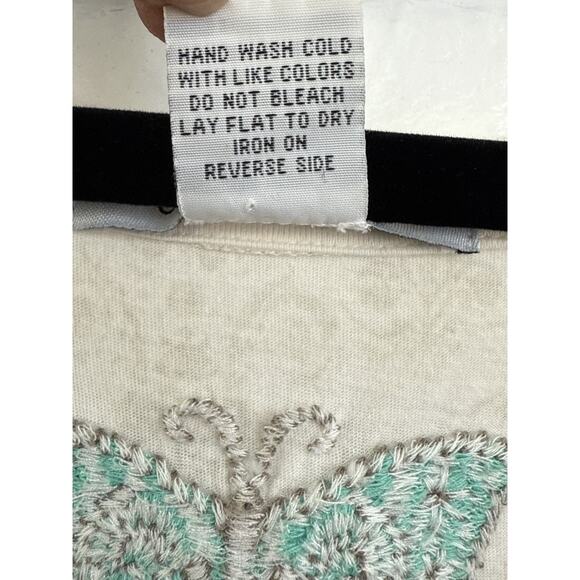 HAND WASH COLD
WITH LIKE COLORS
DO NOT BLEACH
LAY FLAT TO DRY
IRON ON
REVERSE SIDE